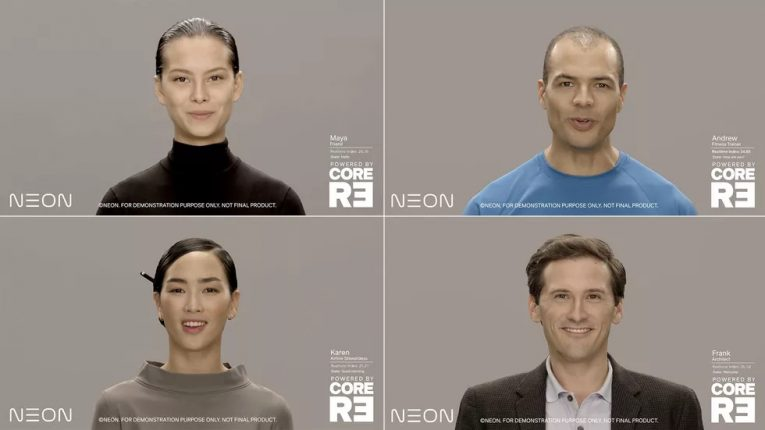 Maya
Friend
POWERED BY
CORE
R3
NEON
©NEON. FOR DEMONSTRATION PURPOSE ONLY. NOT FINAL PRODUCT.
Andrew
Fitness Trainer
POWERED BY
CORE
R3
NEON
©NEON. FOR DEMONSTRATION PURPOSE ONLY. NOT FINAL PRODUCT.
Karen
Airline Stewardess
POWERED BY
CORE
R3
NEON
©NEON. FOR DEMONSTRATION PURPOSE ONLY. NOT FINAL PRODUCT.
Frank
Architect
POWERED BY
CORE
R3
NEON
©NEON. FOR DEMONSTRATION PURPOSE ONLY. NOT FINAL PRODUCT.